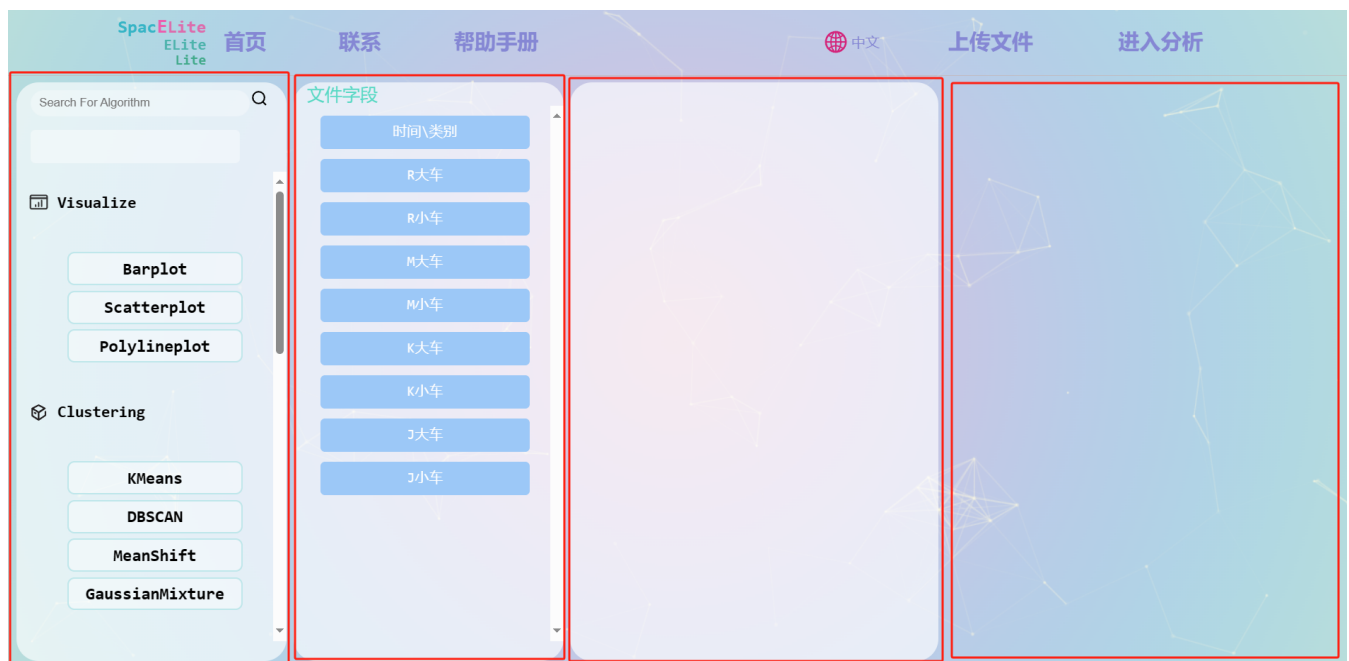 SpacELite
ELite
Lite
首页
联系
帮助手册
中文
上传文件
进入分析
Search For Algorithm
Visualize
Barplot
Scatterplot
Polylineplot
Clustering
KMeans
DBSCAN
MeanShift
GaussianMixture
文件字段
时间\类别
R大车
R小车
M大车
M小车
K大车
K小车
J大车
J小车